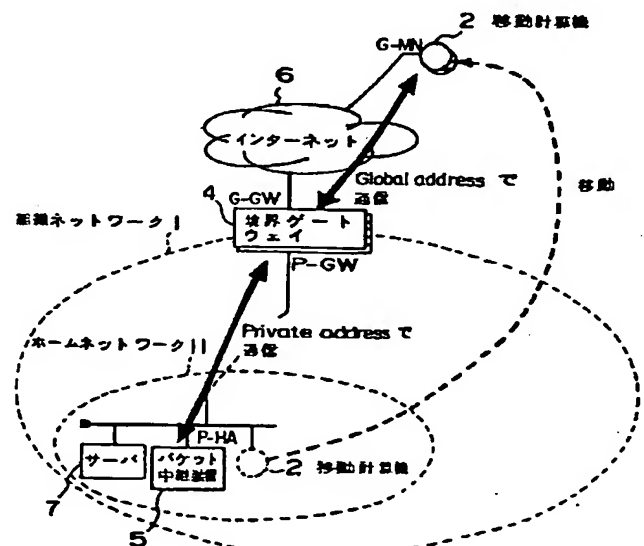 2 移動計算機
G-MN
6
インターネット
移動
Global address で
通信
G-GW
4
境界ゲート
ウェイ
組織ネットワーク 1
P-GW
Private address で
通信
ホームネットワーク 11
P-HA
サーバ
パケット
中継装置
2 移動計算機
7
5